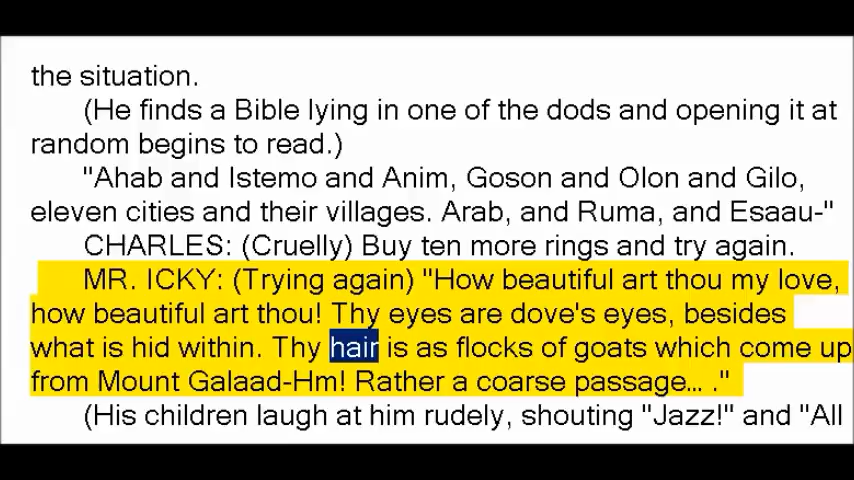 the situation.
(He finds a Bible lying in one of the dods and opening it at
random begins to read.)
"Ahab and Istemo and Anim, Goson and Olon and Gilo,
eleven cities and their villages. Arab, and Ruma, and Esaau-"
CHARLES: (Cruelly) Buy ten more rings and try again.
MR. ICKY: (Trying again) "How beautiful art thou my love,
how beautiful art thou! Thy eyes are dove's eyes, besides
what is hid within. Thy hair is as flocks of goats which come up
from Mount Galaad-Hm! Rather a coarse passage... ."
(His children laugh at him rudely, shouting "Jazz!" and "All